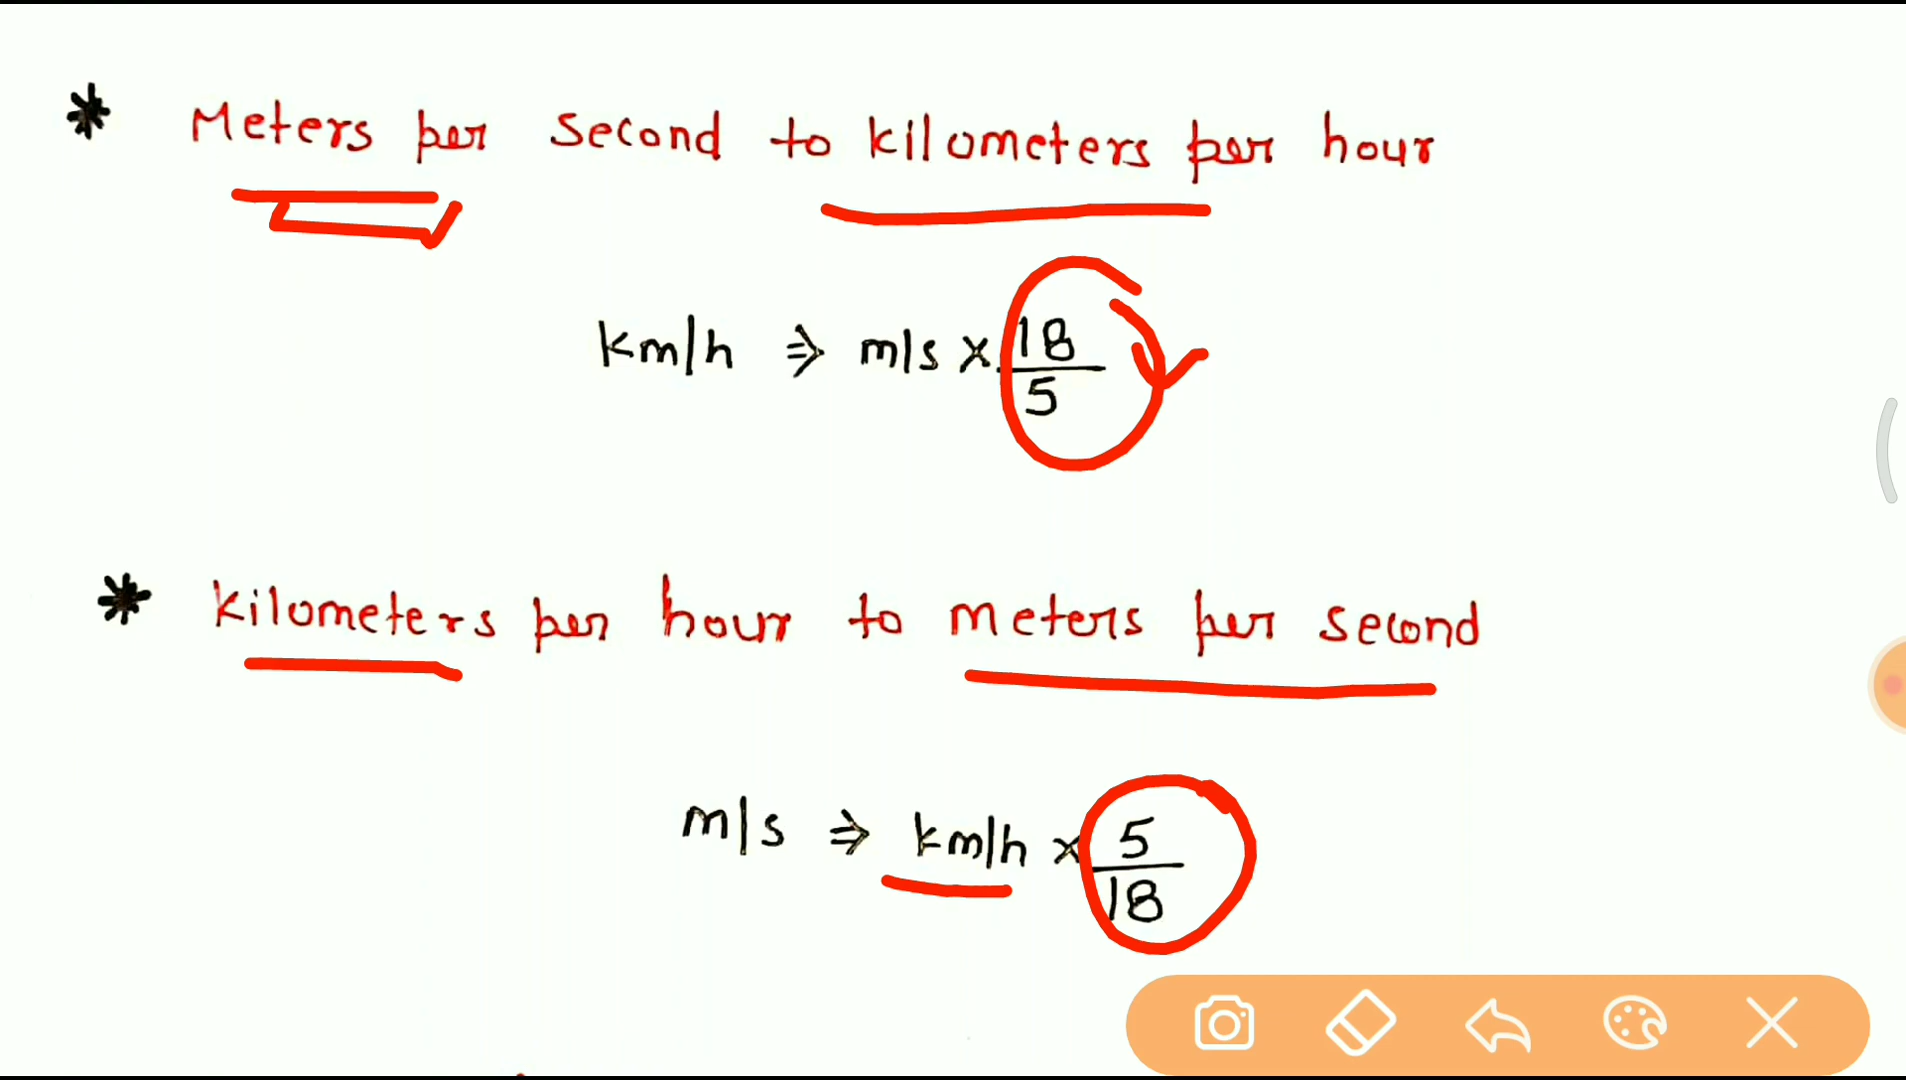 * Meters per second to kilometers per hour
km/h ⇒ m/s × 18/5
* kilometers per hour to meters per second
m/s ⇒ km/h × 5/18